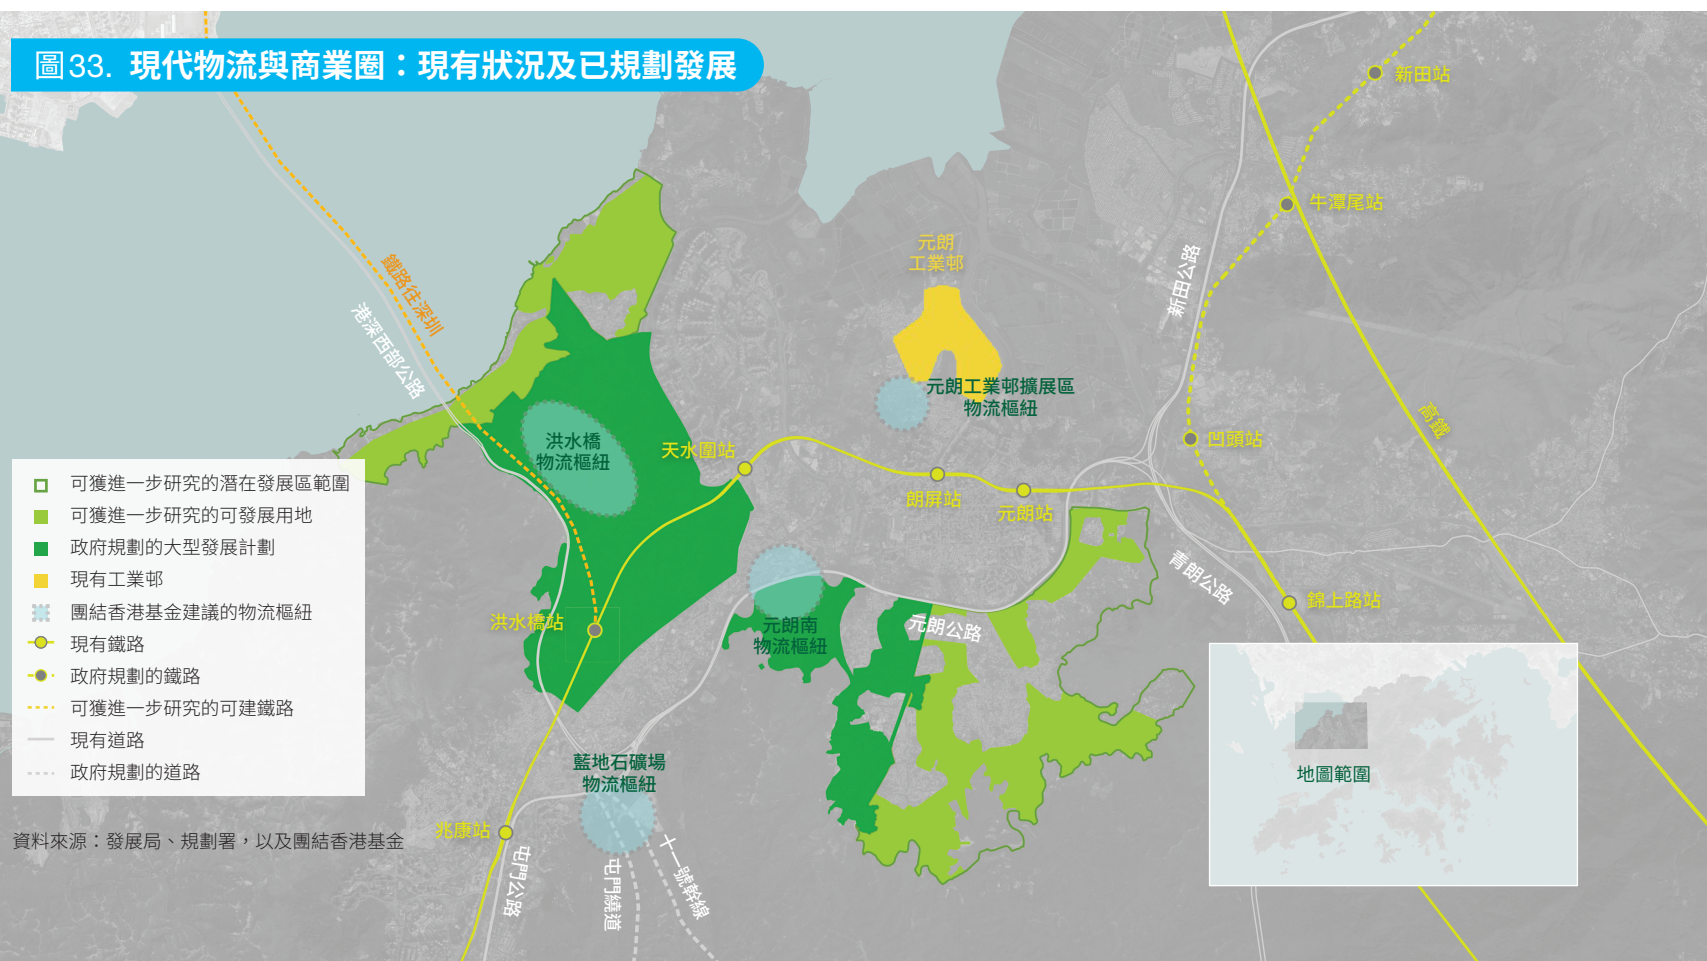 圖33. 現代物流與商業圈：現有狀況及已規劃發展
新田站
牛潭尾站
元朗
工業邨
新田公路
鐵路往深圳
港深西部公路
元朗工業邨擴展區
物流樞紐
高鐵
洪水橋
物流樞紐
天水圍站
凹頭站
朗屏站
元朗站
可獲進一步研究的潛在發展區範圍
可獲進一步研究的可發展用地
政府規劃的大型發展計劃
現有工業邨
團結香港基金建議的物流樞紐
現有鐵路
政府規劃的鐵路
可獲進一步研究的可建鐵路
現有道路
政府規劃的道路
青朗公路
錦上路站
洪水橋站
元朗南
物流樞紐
元朗公路
藍地石礦場
物流樞紐
地圖範圍
兆康站
資料來源：發展局、規劃署，以及團結香港基金
屯門公路
屯門繞道
十一號幹線